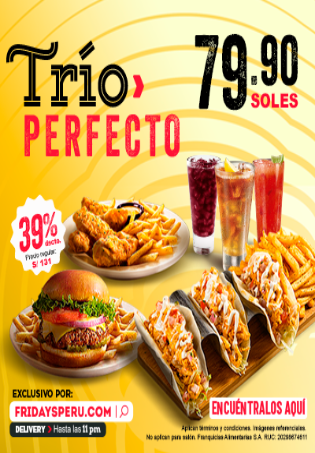 Trío
PERFECTO
79.90
SOLES
39%
dscto.
Precio regular:
S/ 131
EXCLUSIVO POR:
FRIDAYSPERU.COM
DELIVERY Hasta las 11 pm
ENCUÉNTRALOS AQUÍ
Aplican términos y condiciones. Imágenes referenciales.
No aplican para salón. Franquicias Alimentarias S.A. RUC: 20298674611